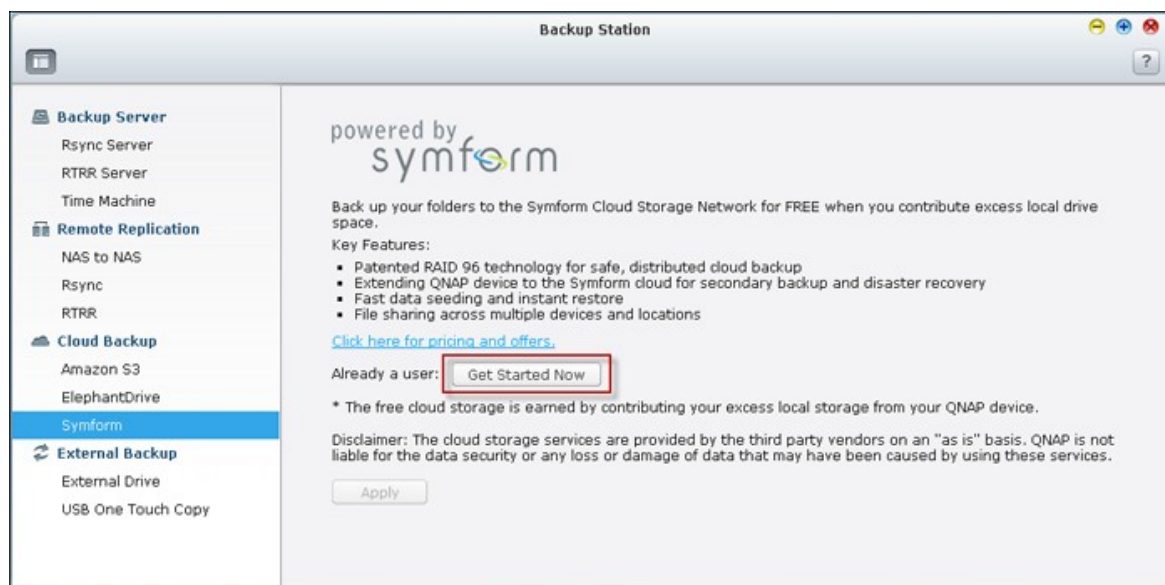 Backup Station
?
Backup Server
Rsync Server
RTRR Server
Time Machine
Remote Replication
NAS to NAS
Rsync
RTRR
Cloud Backup
Amazon S3
ElephantDrive
Symform
External Backup
External Drive
USB One Touch Copy
powered by
symform
Back up your folders to the Symform Cloud Storage Network for FREE when you contribute excess local drive
space.
Key Features:
▪ Patented RAID 96 technology for safe, distributed cloud backup
▪ Extending QNAP device to the Symform cloud for secondary backup and disaster recovery
▪ Fast data seeding and instant restore
▪ File sharing across multiple devices and locations
Click here for pricing and offers.
Already a user: Get Started Now
* The free cloud storage is earned by contributing your excess local storage from your QNAP device.
Disclaimer: The cloud storage services are provided by the third party vendors on an "as is" basis. QNAP is not
liable for the data security or any loss or damage of data that may have been caused by using these services.
Apply